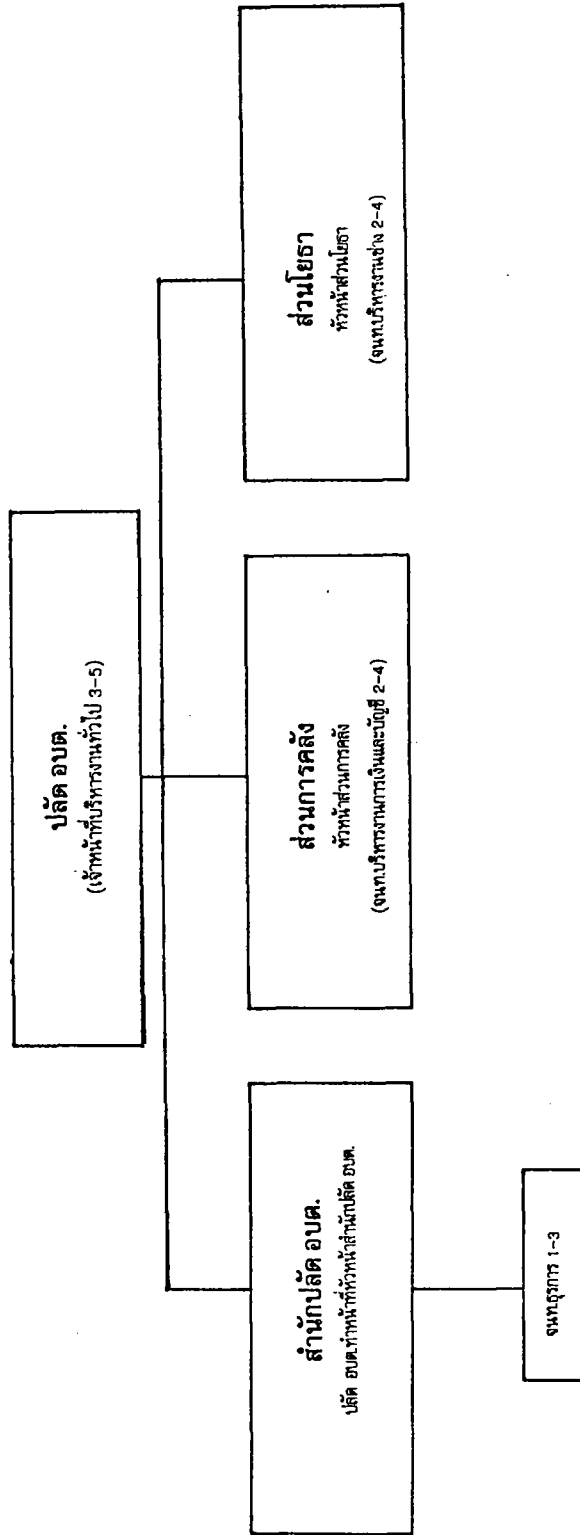 ปลัด อบต.
(เจ้าหน้าที่บริหารงานทั่วไป 3-5)
สำนักปลัด อบต.
ปลัด อบต.ทำหน้าที่หัวหน้าสำนักปลัด อบต.
จนท.ธุรการ 1-3
ส่วนการคลัง
หัวหน้าส่วนการคลัง
(จนท.บริหารงานการเงินและบัญชี 2-4)
ส่วนโยธา
หัวหน้าส่วนโยธา
(จนท.บริหารงานช่าง 2-4)